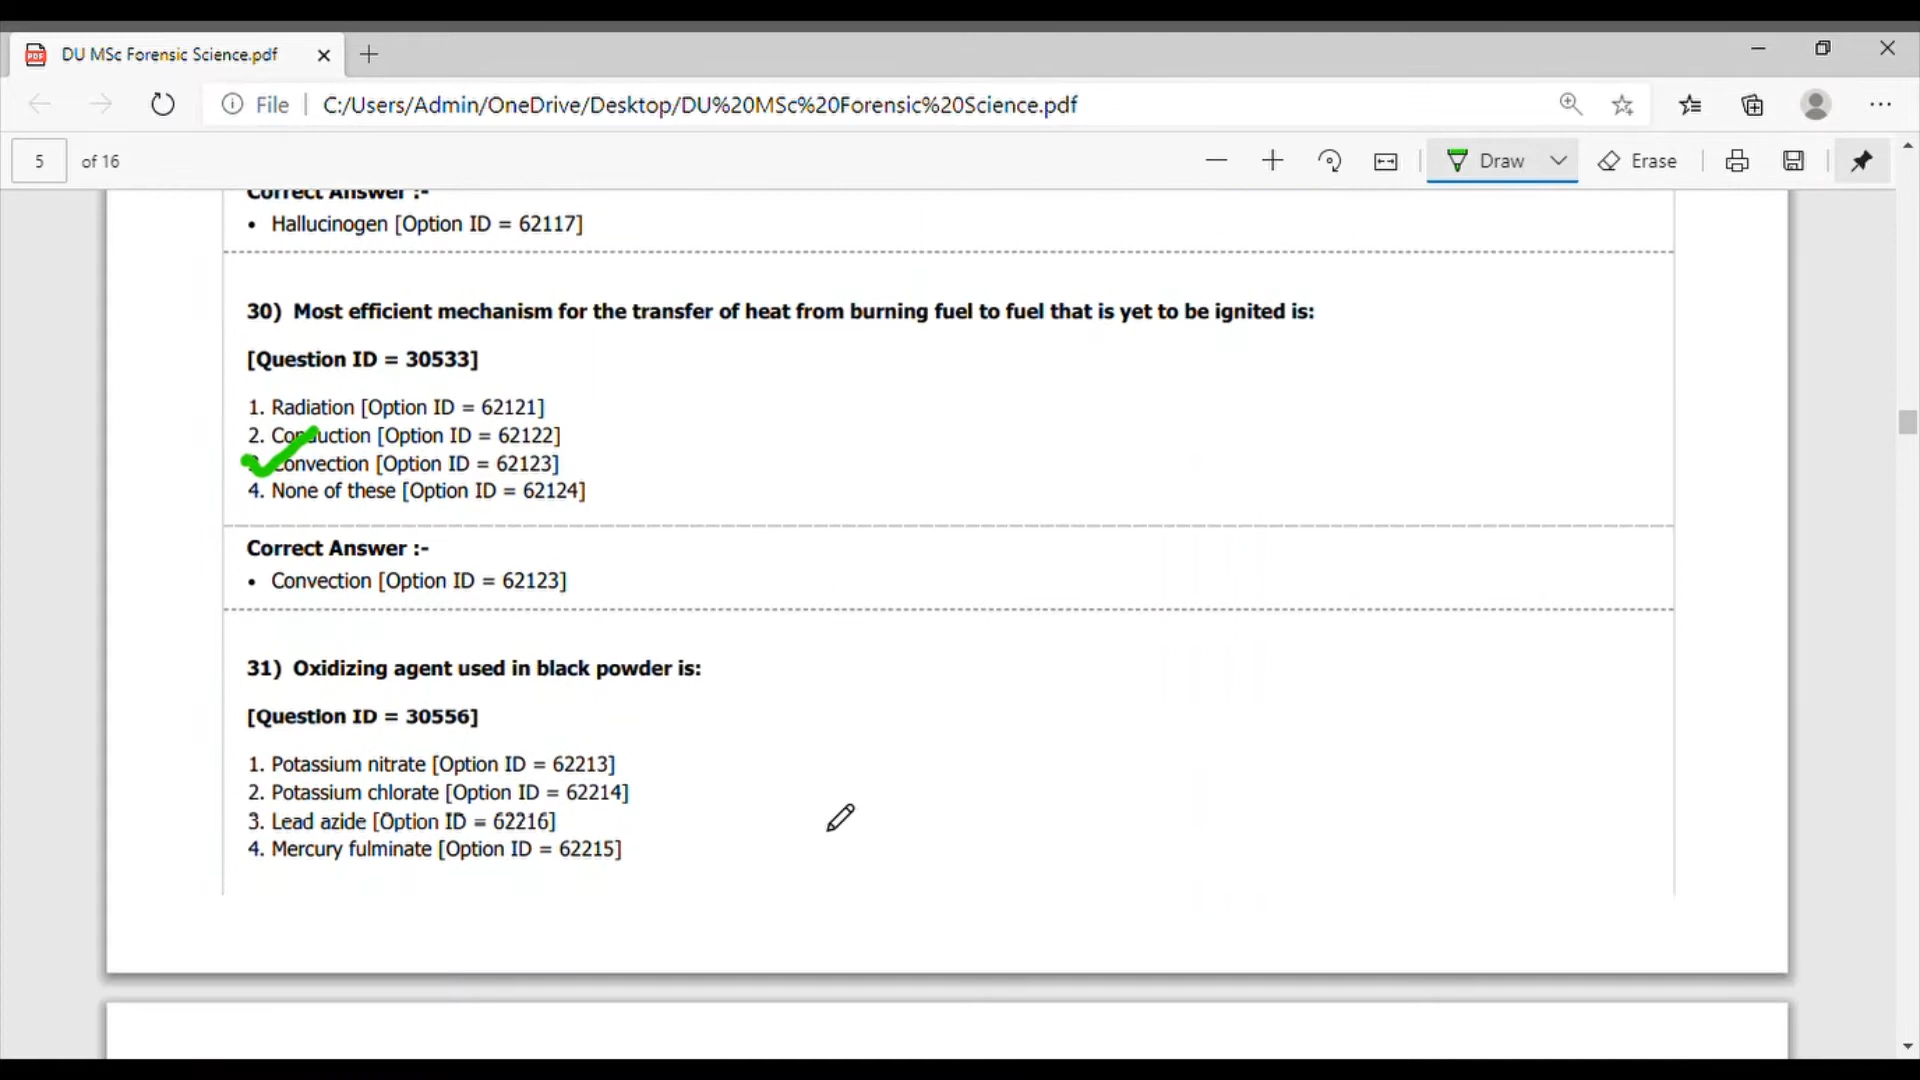 DU MSc Forensic Science.pdf
File C:/Users/Admin/OneDrive/Desktop/DU%20MSc%20Forensic%20Science.pdf
5 of 16
Draw
Erase
Correct Answer :-
• Hallucinogen [Option ID = 62117]
30) Most efficient mechanism for the transfer of heat from burning fuel to fuel that is yet to be ignited is:
[Question ID = 30533]
1. Radiation [Option ID = 62121]
2. Conduction [Option ID = 62122]
Convection [Option ID = 62123]
4. None of these [Option ID = 62124]
Correct Answer :-
• Convection [Option ID = 62123]
31) Oxidizing agent used in black powder is:
[Question ID = 30556]
1. Potassium nitrate [Option ID = 62213]
2. Potassium chlorate [Option ID = 62214]
3. Lead azide [Option ID = 62216]
4. Mercury fulminate [Option ID = 62215]